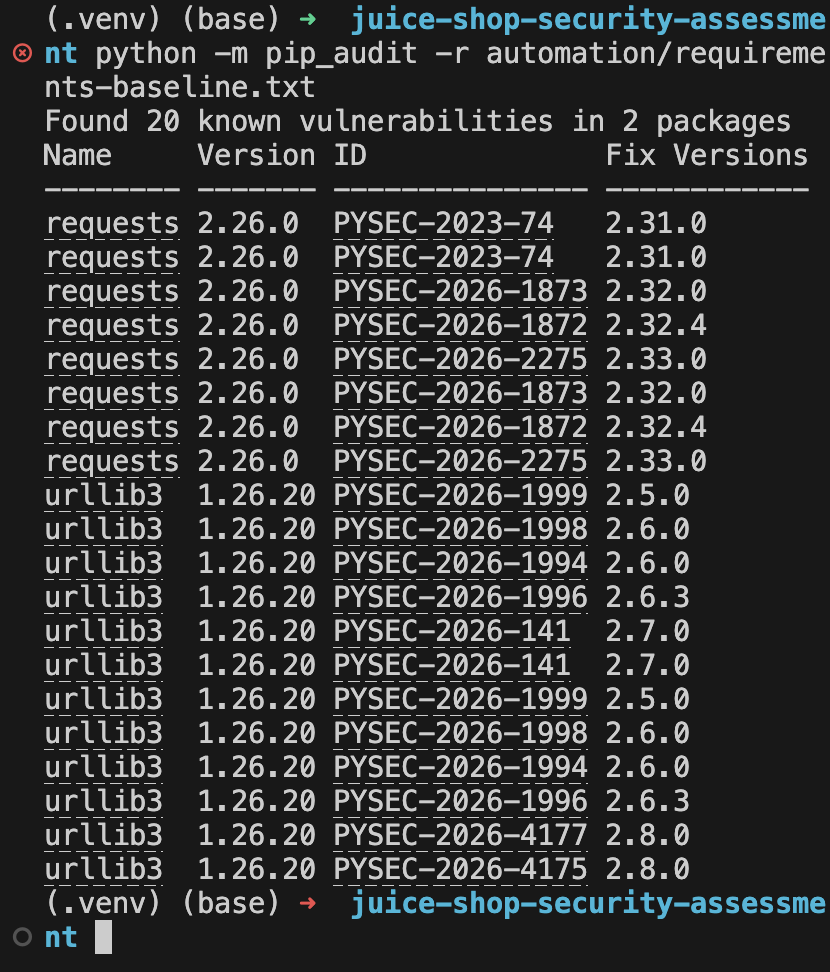 (.venv) (base) ➜  juice-shop-security-assessme
nt python -m pip_audit -r automation/requireme
nts-baseline.txt
Found 20 known vulnerabilities in 2 packages
Name     Version ID              Fix Versions
-------- ------- --------------- ------------
requests 2.26.0  PYSEC-2023-74   2.31.0
requests 2.26.0  PYSEC-2023-74   2.31.0
requests 2.26.0  PYSEC-2026-1873 2.32.0
requests 2.26.0  PYSEC-2026-1872 2.32.4
requests 2.26.0  PYSEC-2026-2275 2.33.0
requests 2.26.0  PYSEC-2026-1873 2.32.0
requests 2.26.0  PYSEC-2026-1872 2.32.4
requests 2.26.0  PYSEC-2026-2275 2.33.0
urllib3  1.26.20 PYSEC-2026-1999 2.5.0
urllib3  1.26.20 PYSEC-2026-1998 2.6.0
urllib3  1.26.20 PYSEC-2026-1994 2.6.0
urllib3  1.26.20 PYSEC-2026-1996 2.6.3
urllib3  1.26.20 PYSEC-2026-141  2.7.0
urllib3  1.26.20 PYSEC-2026-141  2.7.0
urllib3  1.26.20 PYSEC-2026-1999 2.5.0
urllib3  1.26.20 PYSEC-2026-1998 2.6.0
urllib3  1.26.20 PYSEC-2026-1994 2.6.0
urllib3  1.26.20 PYSEC-2026-1996 2.6.3
urllib3  1.26.20 PYSEC-2026-4177 2.8.0
urllib3  1.26.20 PYSEC-2026-4175 2.8.0
(.venv) (base) ➜  juice-shop-security-assessme
nt